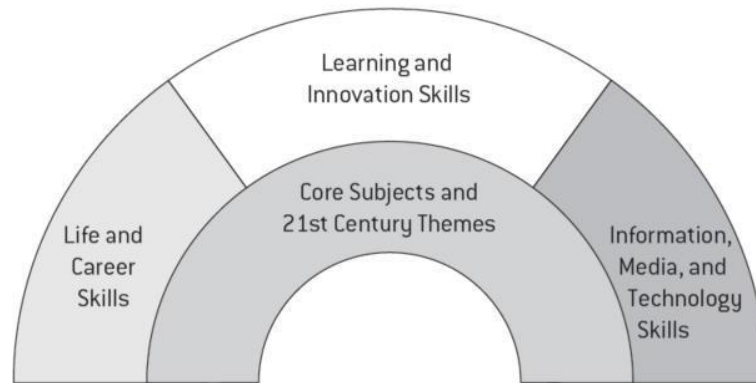 Learning and
Innovation Skills
Core Subjects and
21st Century Themes
Life and
Career
Skills
Information,
Media, and
Technology
Skills